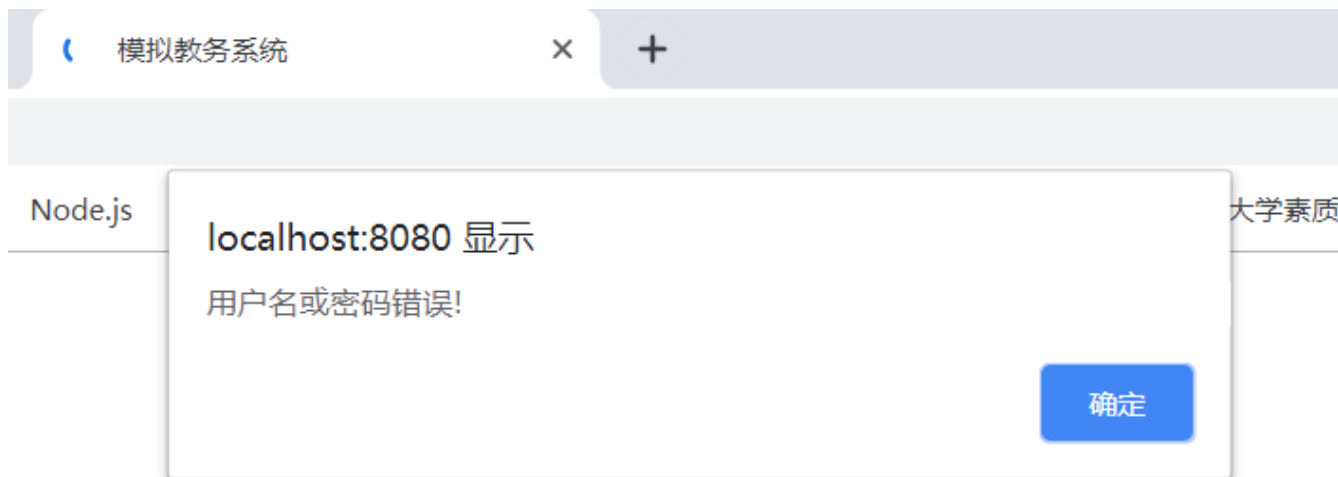 模拟教务系统
Node.js
大学素质
localhost:8080 显示
用户名或密码错误!
确定